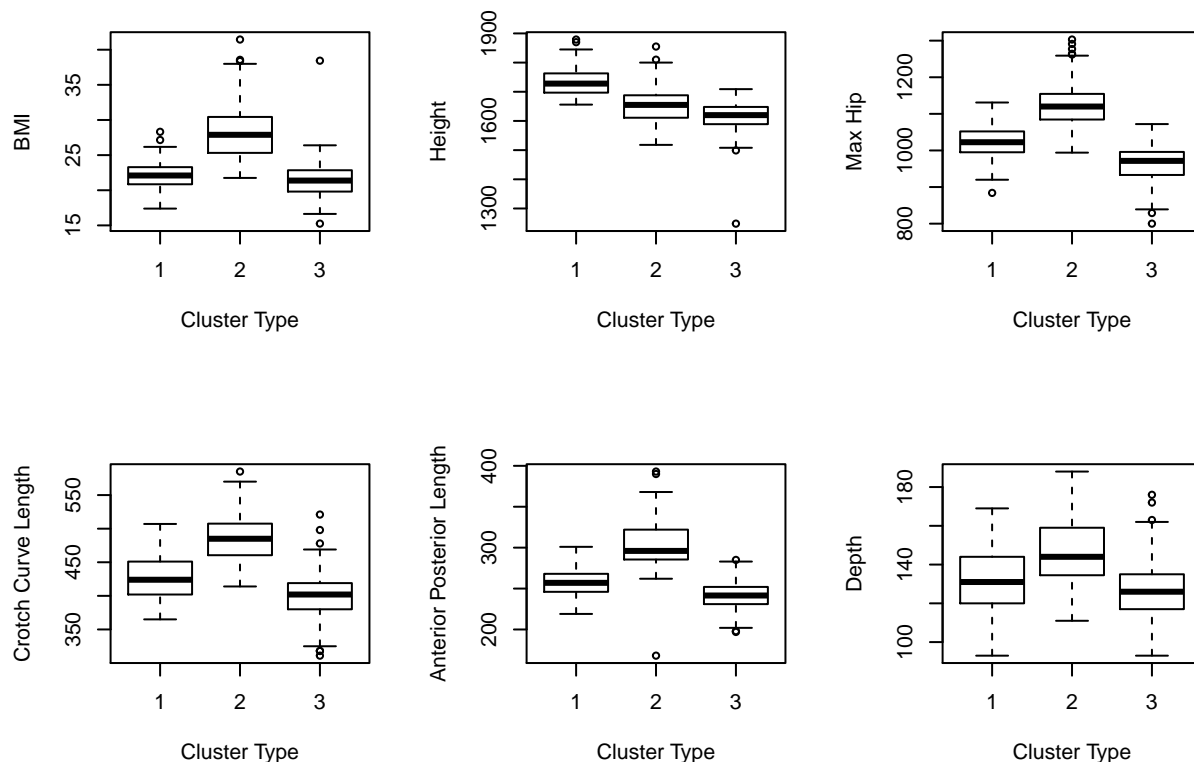 BMI
15 25 35
1 2 3
Cluster Type
Height
1300 1600 1900
1 2 3
Cluster Type
Max Hip
800 1000 1200
1 2 3
Cluster Type
Crotch Curve Length
350 450 550
1 2 3
Cluster Type
Anterior Posterior Length
200 300 400
1 2 3
Cluster Type
Depth
100 140 180
1 2 3
Cluster Type